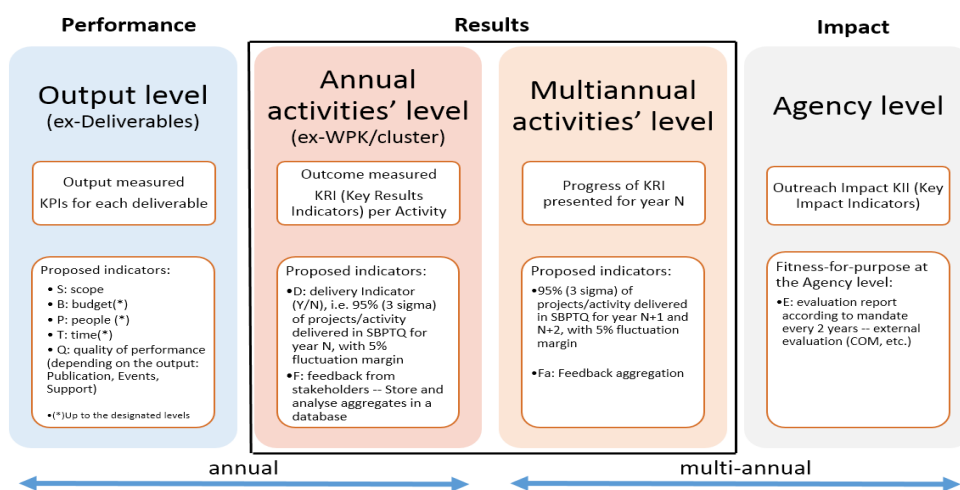 Performance
Results
Impact
Output level
(ex-Deliverables)
Output measured
KPIs for each deliverable
Proposed indicators:
• S: scope
• B: budget(*)
• P: people (*)
• T: time(*)
• Q: quality of performance
(depending on the output:
Publication, Events,
Support)
•(*)Up to the designated levels
Annual
activities’ level
(ex-WPK/cluster)
Outcome measured
KRI (Key Results
Indicators) per Activity
Proposed indicators:
•D: delivery Indicator
(Y/N), i.e. 95% (3 sigma)
of projects/activity
delivered in SBPTQ for
year N, with 5%
fluctuation margin
•F: feedback from
stakeholders -- Store and
analyse aggregates in a
database
Multiannual
activities’ level
Progress of KRI
presented for year N
Proposed indicators:
•95% (3 sigma) of
projects/activity delivered
in SBPTQ for year N+1 and
N+2, with 5% fluctuation
margin
•Fa: Feedback aggregation
Agency level
Outreach Impact KII (Key
Impact Indicators)
Fitness-for-purpose at
the Agency level:
•E: evaluation report
according to mandate
every 2 years -- external
evaluation (COM, etc.)
annual
multi-annual